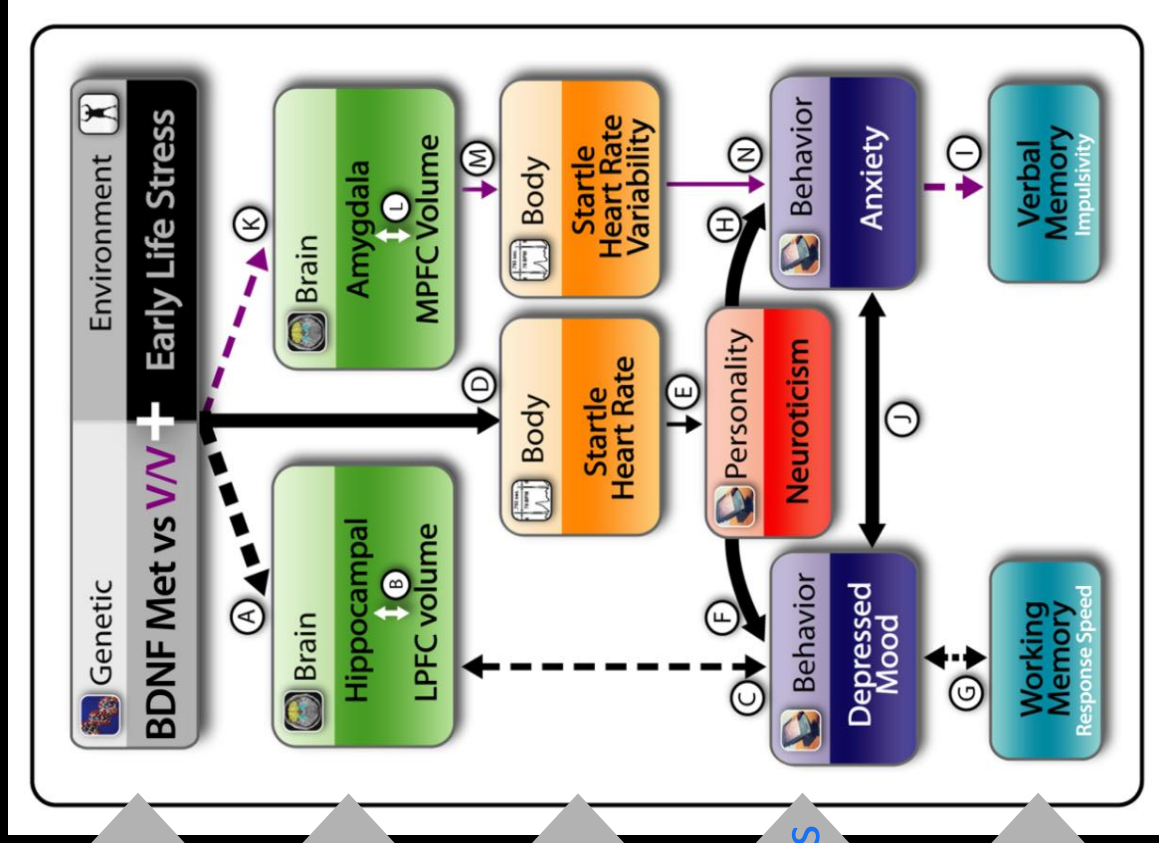 Genetic
Environment
BDNF Met vs V/V + Early Life Stress
A
K
Brain
Hippocampal
B
LPFC volume
Brain
Amygdala
L
MPFC Volume
D
M
Body
Startle
Heart Rate
Body
Startle
Heart Rate
Variability
E
Personality
Neuroticism
C
F
H
N
Behavior
Depressed
Mood
J
Behavior
Anxiety
G
I
Working
Memory
Response Speed
Verbal
Memory
Impulsivity
s